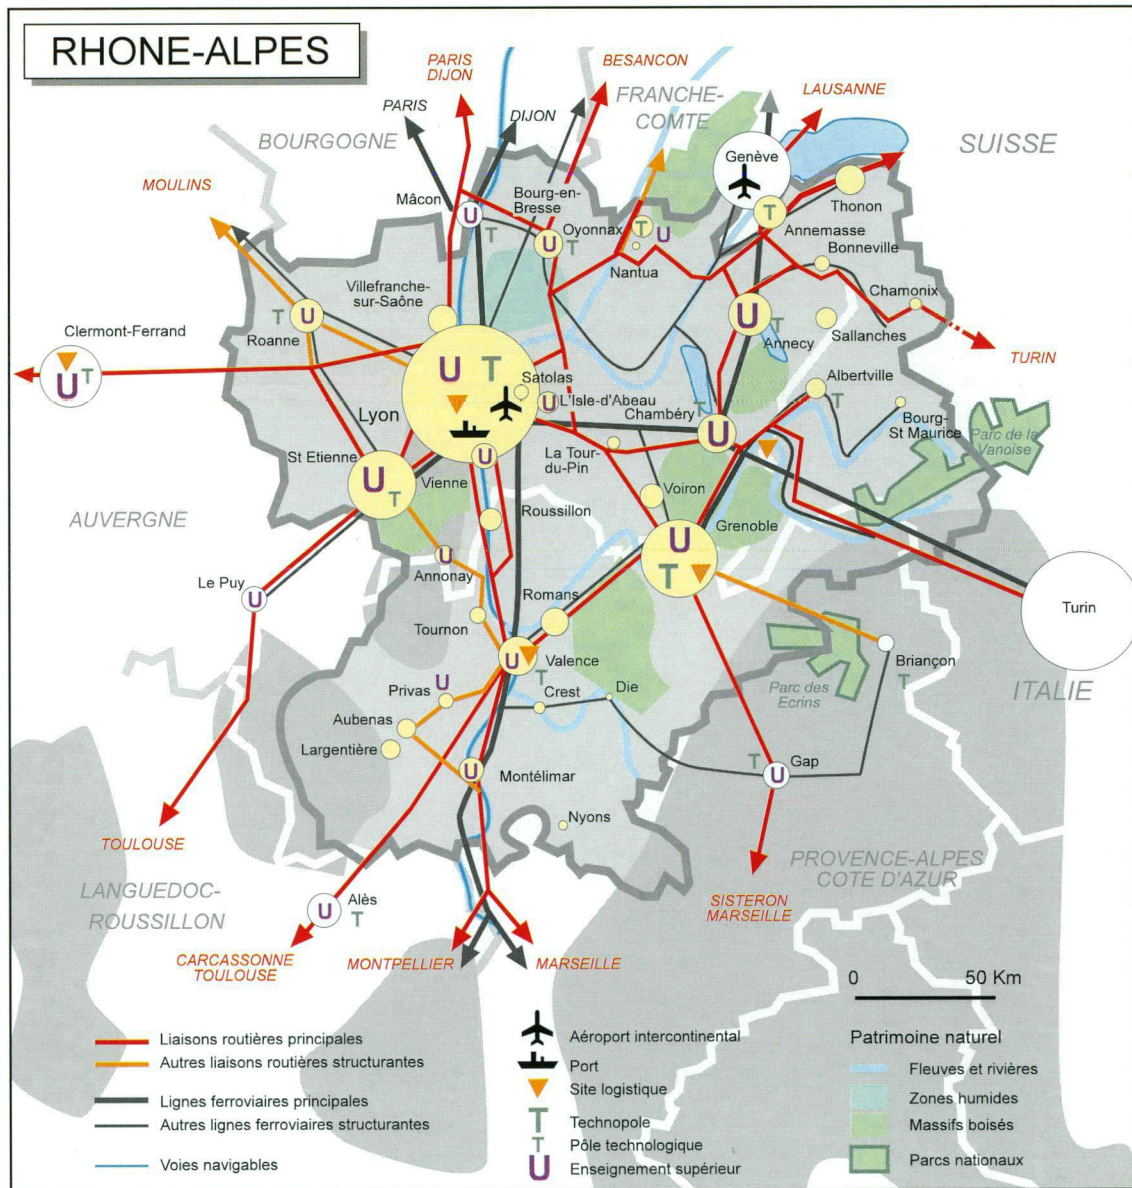 RHONE-ALPES
PARIS
DIJON
BESANCON
FRANCHE-
COMTE
LAUSANNE
SUISSE
PARIS
DIJON
BOURGOGNE
Genève
MOULINS
Mâcon
U
T
Bourg-en-
Bresse
U
T
Oyonnax
T
U
Nantua
T
Annemasse
Thonon
Bonneville
Chamonix
Villefranche-
sur-Saône
Clermont-Ferrand
U
T
T
U
Roanne
U
T
Annecy
Sallanches
TURIN
Albertville
T
U
T
Satolas
U
L'Isle-d'Abeau
Lyon
Chambéry
T
U
Bourg-
St Maurice
Parc de la
Vanoise
St Etienne
U
T
U
Vienne
La Tour-
du-Pin
Voiron
AUVERGNE
Roussillon
Grenoble
U
T
U
Annonay
Le Puy
U
Romans
Turin
Tournon
U
Valence
T
Briançon
T
ITALIE
Privas
U
Crest
Die
Parc des
Ecrins
Aubenas
Largentière
U
Montélimar
T
U
Gap
Nyons
TOULOUSE
PROVENCE-ALPES
COTE D'AZUR
LANGUEDOC-
ROUSSILLON
U
Alès
T
SISTERON
MARSEILLE
CARCASSONNE
TOULOUSE
MONTPELLIER
MARSEILLE
0
50 Km
Liaisons routières principales
Autres liaisons routières structurantes
Lignes ferroviaires principales
Autres lignes ferroviaires structurantes
Voies navigables
Aéroport intercontinental
Port
Site logistique
T
Technopole
T
Pôle technologique
U
Enseignement supérieur
Patrimoine naturel
Fleuves et rivières
Zones humides
Massifs boisés
Parcs nationaux